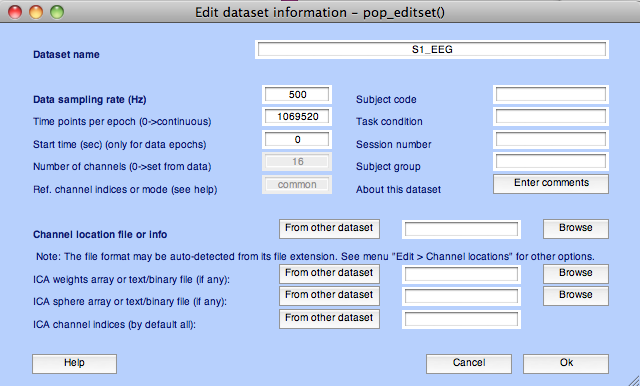 Edit dataset information - pop_editset()
Dataset name S1_EEG
Data sampling rate (Hz) 500 Subject code
Time points per epoch (0->continuous) 1069520 Task condition
Start time (sec) (only for data epochs) 0 Session number
Number of channels (0->set from data) 16 Subject group
Ref. channel indices or mode (see help) common About this dataset Enter comments
Channel location file or info From other dataset Browse
Note: The file format may be auto-detected from its file extension. See menu "Edit > Channel locations" for other options.
ICA weights array or text/binary file (if any): From other dataset Browse
ICA sphere array or text/binary file (if any): From other dataset Browse
ICA channel indices (by default all): From other dataset
Help Cancel Ok